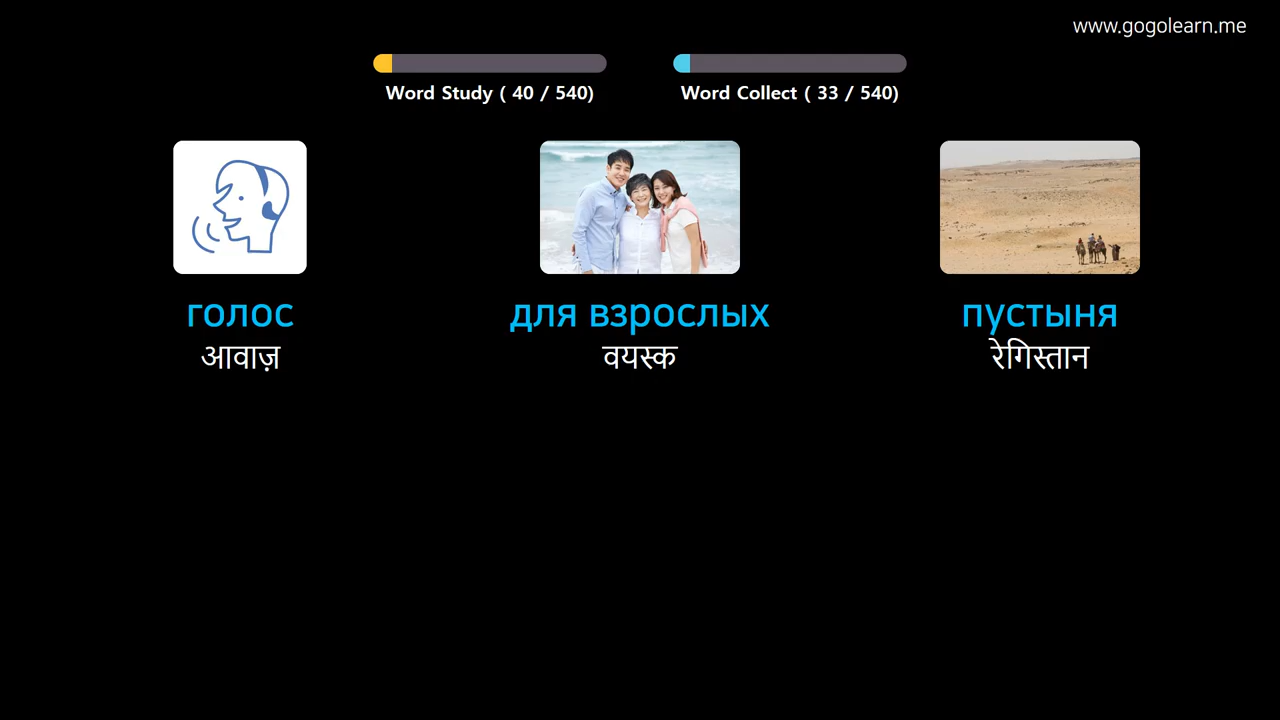 www.gogolearn.me
Word Study ( 40 / 540)
Word Collect ( 33 / 540)
голос
для взрослых
пустыня
आवाज़
वयस्क
रेगिस्तान